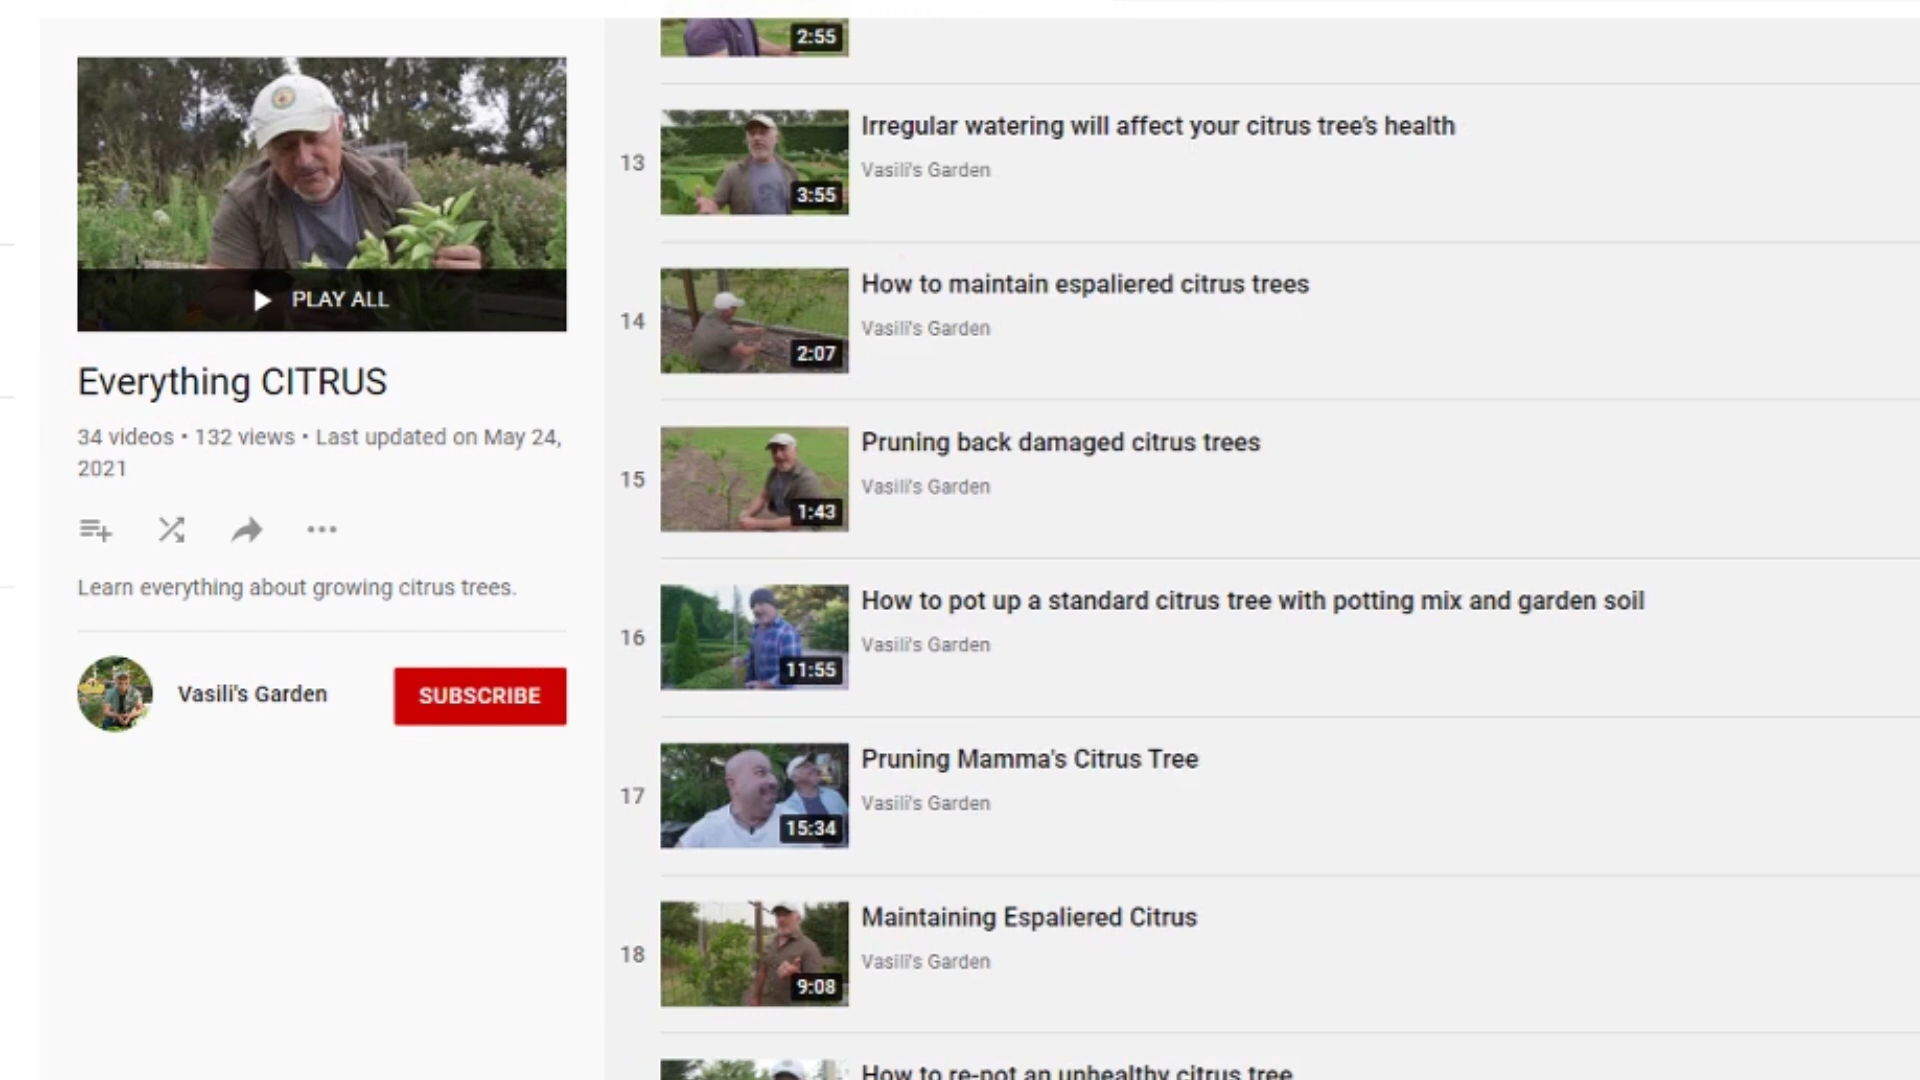 PLAY ALL
Everything CITRUS
34 videos • 132 views • Last updated on May 24,
2021
Learn everything about growing citrus trees.
Vasili's Garden
SUBSCRIBE
2:55
13
3:55
Irregular watering will affect your citrus tree's health
Vasili's Garden
14
2:07
How to maintain espaliered citrus trees
Vasili's Garden
15
1:43
Pruning back damaged citrus trees
Vasili's Garden
16
11:55
How to pot up a standard citrus tree with potting mix and garden soil
Vasili's Garden
17
15:34
Pruning Mamma's Citrus Tree
Vasili's Garden
18
9:08
Maintaining Espaliered Citrus
Vasili's Garden
How to re-pot an unhealthy citrus tree